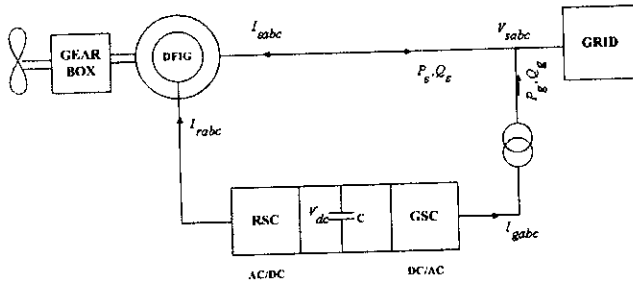 I_sabc
V_sabc
GEAR
BOX
DFIG
GRID
P_s,Q_s
P_g,Q_g
I_rabc
RSC
V_dc
C
GSC
I_gabc
AC/DC
DC/AC